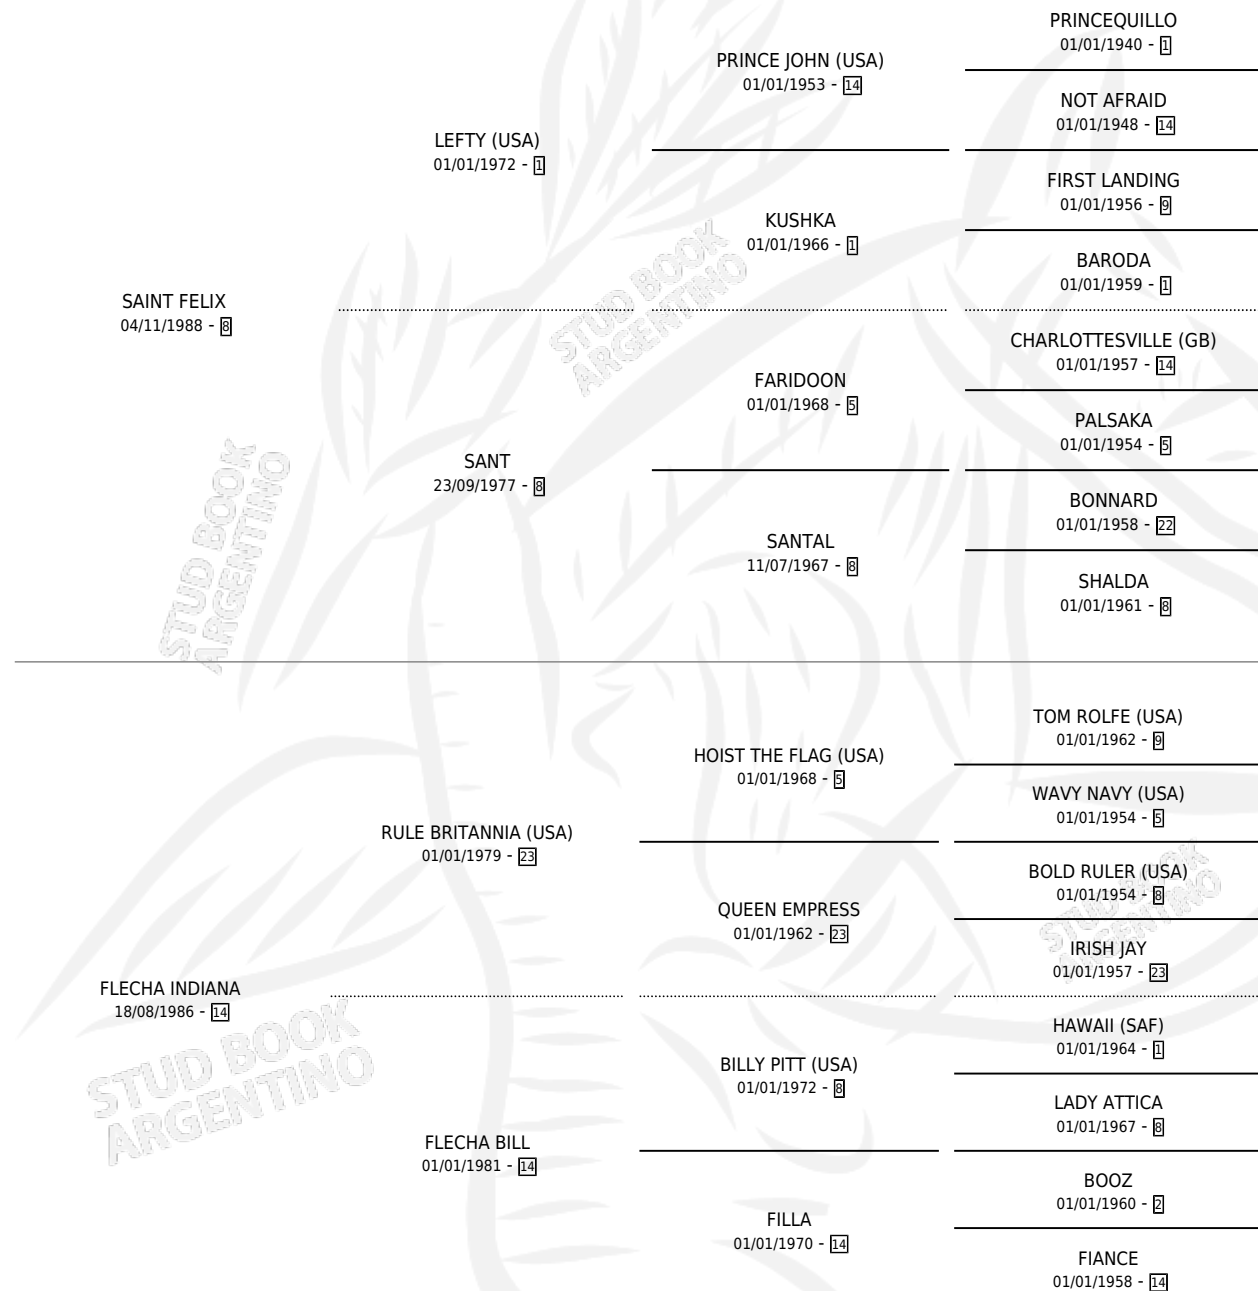 PRINCEQUILLO
01/01/1940 - 1
PRINCE JOHN (USA)
01/01/1953 - 14
NOT AFRAID
01/01/1948 - 14
LEFTY (USA)
01/01/1972 - 1
FIRST LANDING
01/01/1956 - 9
KUSHKA
01/01/1966 - 1
BARODA
01/01/1959 - 1
SAINT FELIX
04/11/1988 - 8
STUD BOOK
ARGENTINO
CHARLOTTESVILLE (GB)
01/01/1957 - 14
FARIDOON
01/01/1968 - 5
PALSAKA
01/01/1954 - 5
SANT
23/09/1977 - 8
STUD BOOK
ARGENTINO
BONNARD
01/01/1958 - 22
SANTAL
11/07/1967 - 8
SHALDA
01/01/1961 - 8
TOM ROLFE (USA)
01/01/1962 - 9
HOIST THE FLAG (USA)
01/01/1968 - 5
WAVY NAVY (USA)
01/01/1954 - 5
RULE BRITANNIA (USA)
01/01/1979 - 23
BOLD RULER (USA)
01/01/1954 - 8
STUD BOOK
ARGENTINO
QUEEN EMPRESS
01/01/1962 - 23
IRISH JAY
01/01/1957 - 23
FLECHA INDIANA
18/08/1986 - 14
STUD BOOK
ARGENTINO
HAWAII (SAF)
01/01/1964 - 1
BILLY PITT (USA)
01/01/1972 - 8
LADY ATTICA
01/01/1967 - 8
FLECHA BILL
01/01/1981 - 14
BOOZ
01/01/1960 - 2
FILLA
01/01/1970 - 14
FIANCE
01/01/1958 - 14